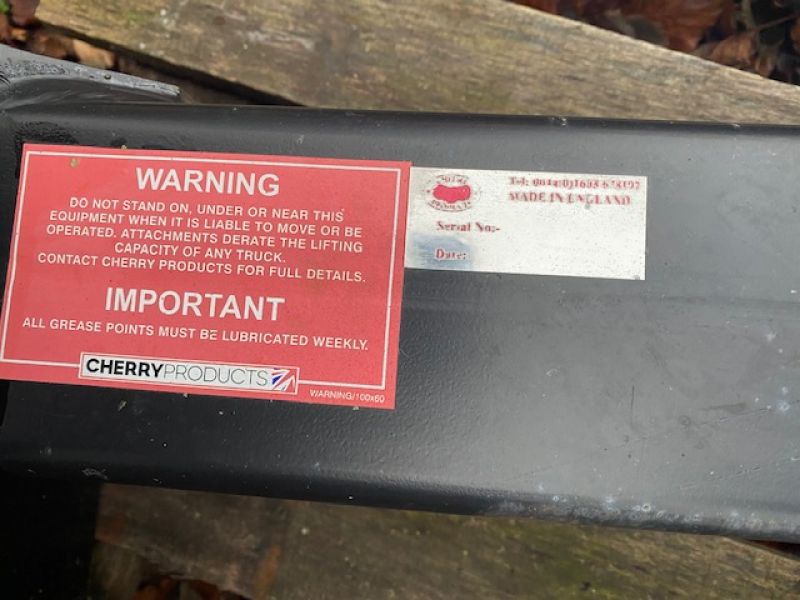 WARNING
DO NOT STAND ON, UNDER OR NEAR THIS
EQUIPMENT WHEN IT IS LIABLE TO MOVE OR BE
OPERATED. ATTACHMENTS DERATE THE LIFTING
CAPACITY OF ANY TRUCK.
CONTACT CHERRY PRODUCTS FOR FULL DETAILS.
IMPORTANT
ALL GREASE POINTS MUST BE LUBRICATED WEEKLY.
CHERRYPRODUCTS
WARNING/100x60
Tel:
MADE IN ENGLAND
Serial No:-
Date: